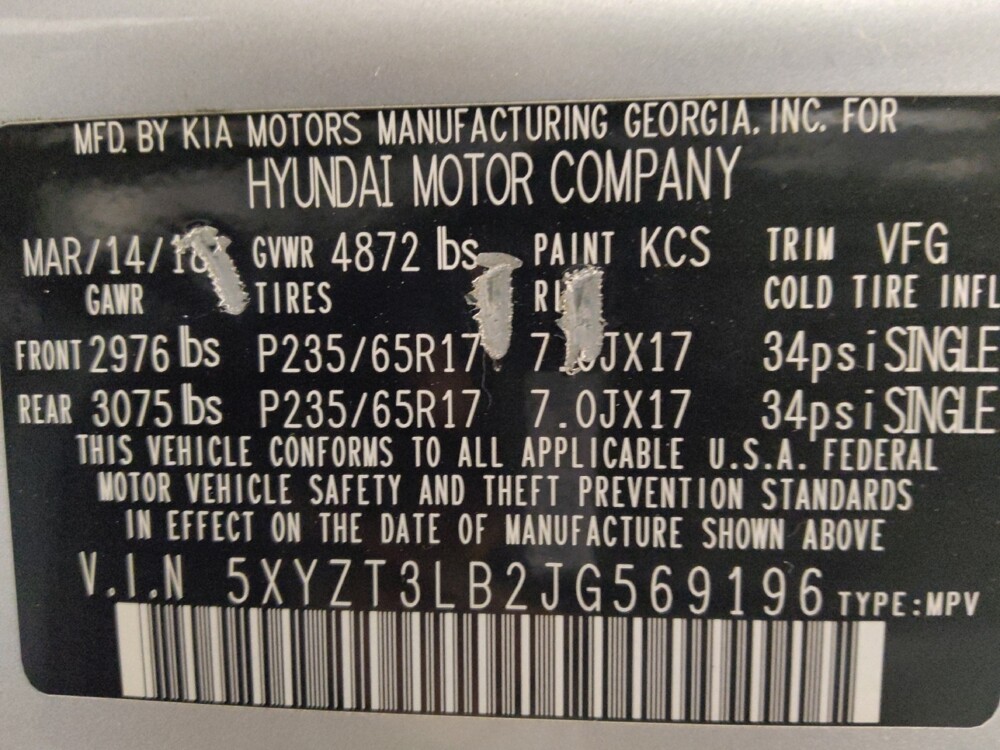 MFD. BY KIA MOTORS MANUFACTURING GEORGIA, INC. FOR
HYUNDAI MOTOR COMPANY
MAR/14/18 GVWR 4872 lbs PAINT KCS TRIM VFG
GAWR TIRES COLD TIRE INFL
FRONT 2976 lbs P235/65R17 7.0JX17 34psi SINGLE
REAR 3075 lbs P235/65R17 7.0JX17 34psi SINGLE
THIS VEHICLE CONFORMS TO ALL APPLICABLE U.S.A. FEDERAL
MOTOR VEHICLE SAFETY AND THEFT PREVENTION STANDARDS
IN EFFECT ON THE DATE OF MANUFACTURE SHOWN ABOVE
V.I.N 5XYZT3LB2JG569196 TYPE:MPV